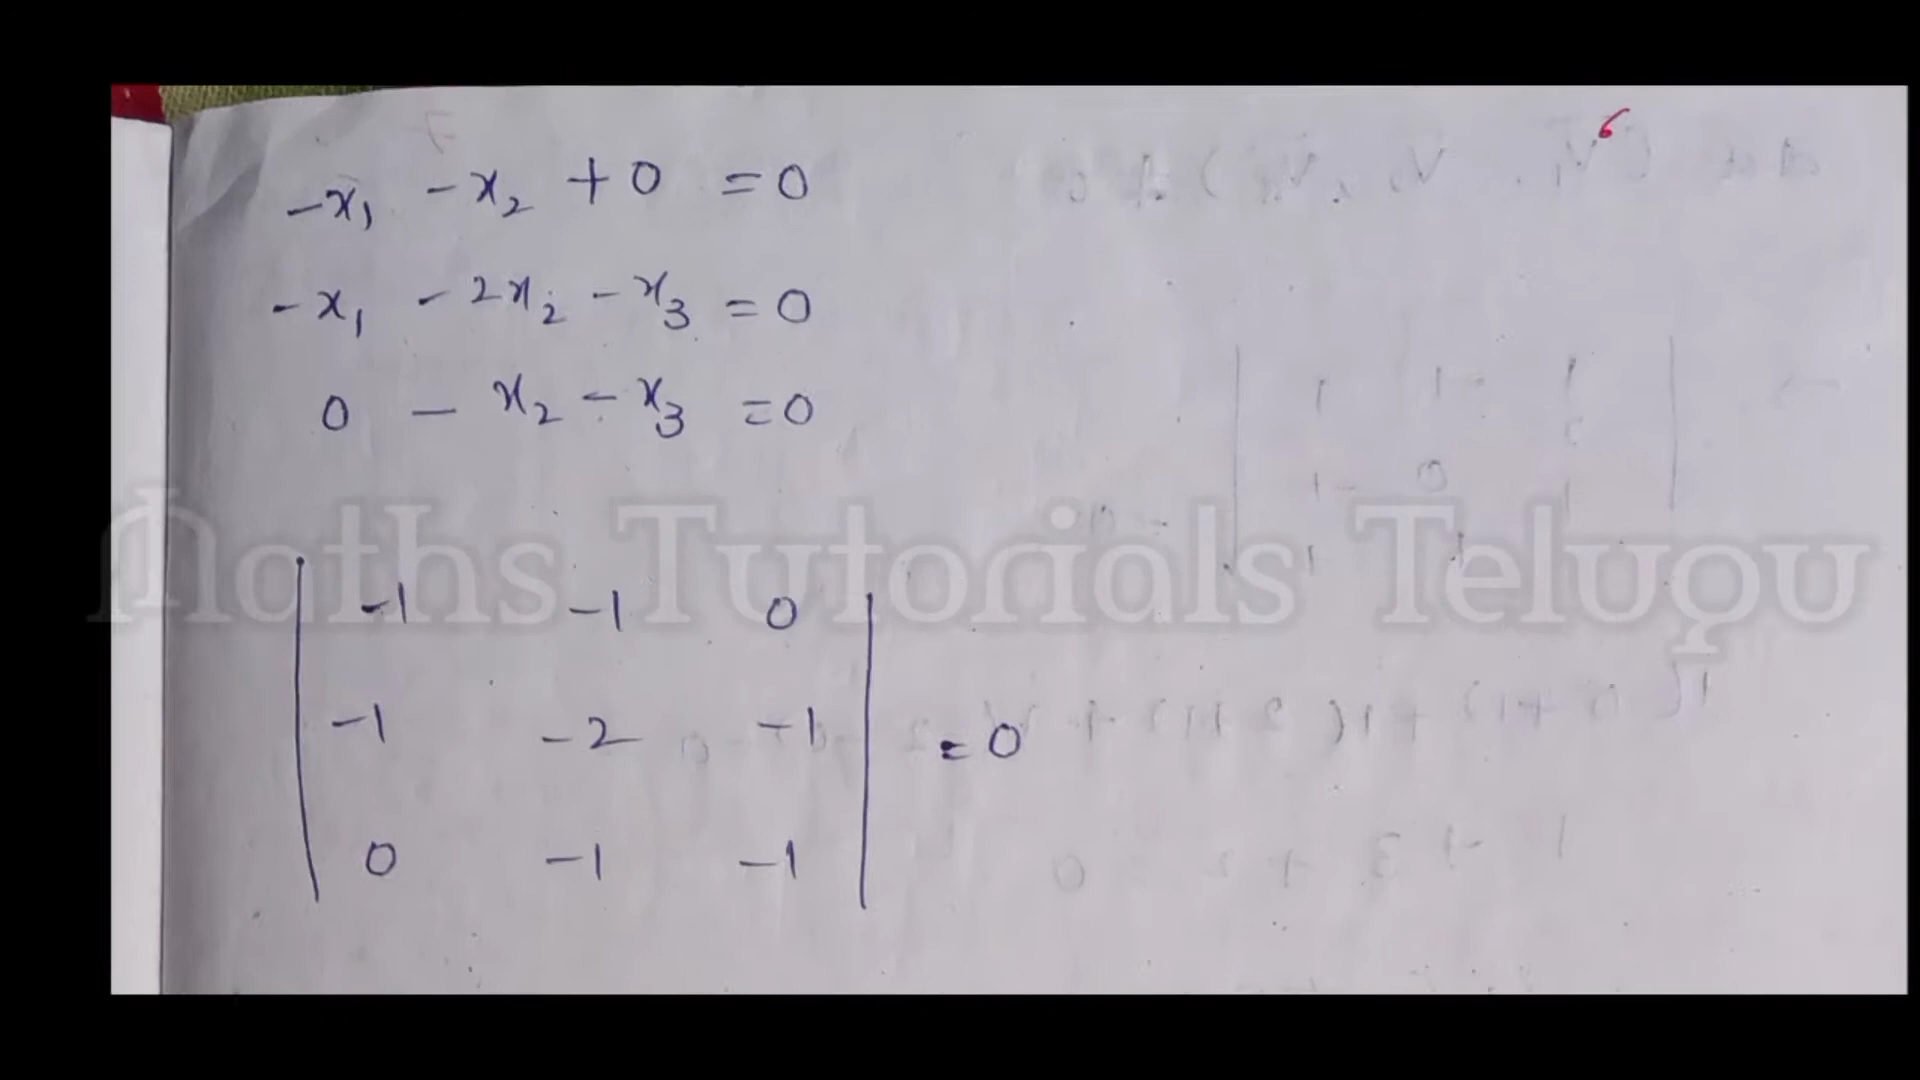 -x₁ -x₂ +0 =0
-x₁ -2x₂ -x₃ =0
0 -x₂ -x₃ =0
Maths Tutorials Telugu
| -1 -1 0 |
| -1 -2 -1 | =0
| 0 -1 -1 |